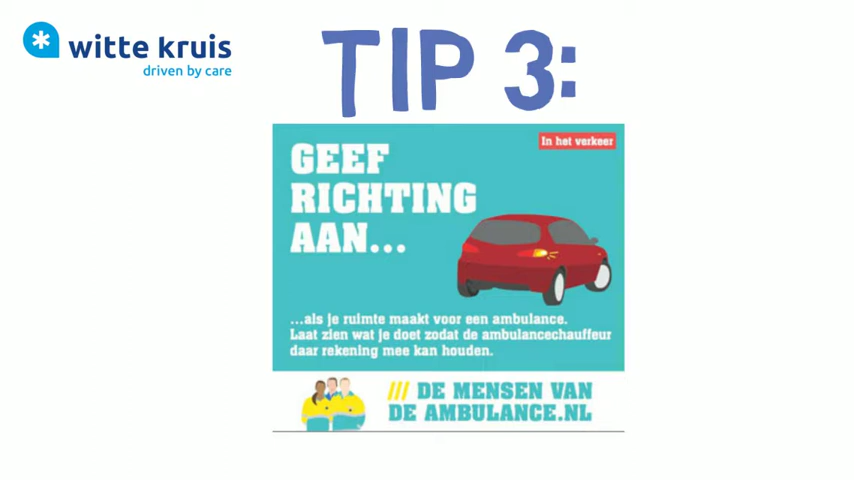 witte kruis
driven by care
TIP 3:
In het verkeer
GEEF
RICHTING
AAN...
...als je ruimte maakt voor een ambulance.
Laat zien wat je doet zodat de ambulancechauffeur
daar rekening mee kan houden.
/// DE MENSEN VAN
DE AMBULANCE.NL